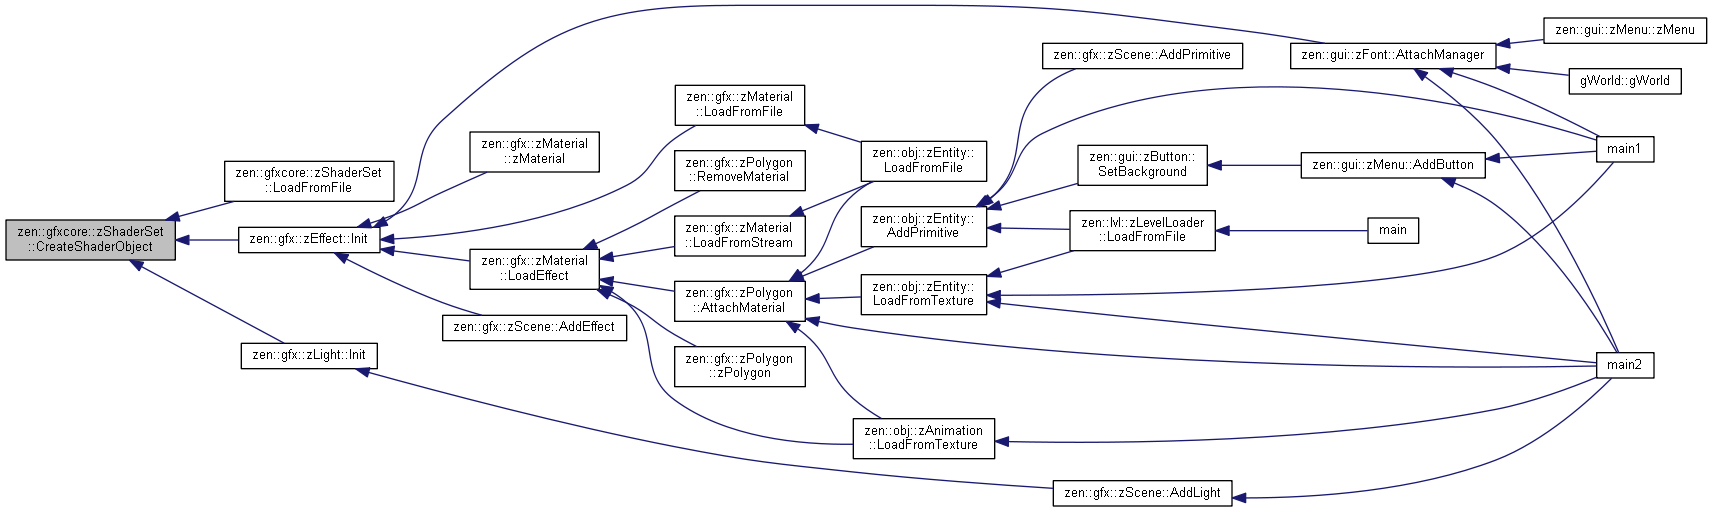 zen::gfxcore::zShaderSet
::CreateShaderObject
zen::gfxcore::zShaderSet
::LoadFromFile
zen::gfx::zEffect::Init
zen::gfx::zLight::Init
zen::gfx::zMaterial
::zMaterial
zen::gfx::zMaterial
::LoadEffect
zen::gfx::zScene::AddEffect
zen::gfx::zMaterial
::LoadFromFile
zen::gfx::zPolygon
::RemoveMaterial
zen::gfx::zMaterial
::LoadFromStream
zen::gfx::zPolygon
::AttachMaterial
zen::gfx::zPolygon
::zPolygon
zen::obj::zEntity::
LoadFromFile
zen::obj::zEntity::
AddPrimitive
zen::obj::zEntity::
LoadFromTexture
zen::obj::zAnimation
::LoadFromTexture
zen::gfx::zScene::AddPrimitive
zen::gui::zButton::
SetBackground
zen::lvl::zLevelLoader
::LoadFromFile
zen::gfx::zScene::AddLight
zen::gui::zFont::AttachManager
zen::gui::zMenu::AddButton
main
zen::gui::zMenu::zMenu
gWorld::gWorld
main1
main2